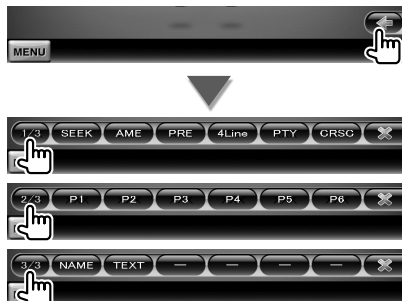 MENU
1/3 SEEK AME PRE 4Line PTY CRSC
2/3 P1 P2 P3 P4 P5 P6
3/3 NAME TEXT — — — —